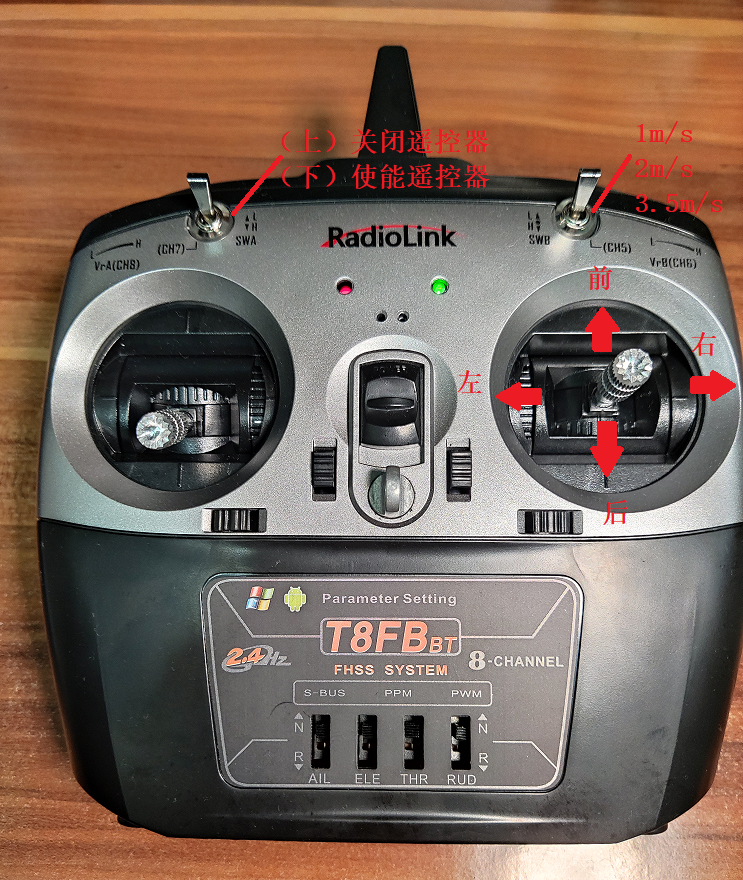 （上）关闭遥控器
（下）使能遥控器
1m/s
2m/s
3.5m/s
H
VrA(CH8)
(CH7)
L
H
SWA
RadioLink
L
H
SWB
(CH5)
H
VrB(CH6)
前
左
右
后
POWER
Parameter Setting
T8FB BT
2.4Hz
FHSS SYSTEM
8-CHANNEL
S-BUS PPM PWM
N N
R R
AIL ELE THR RUD